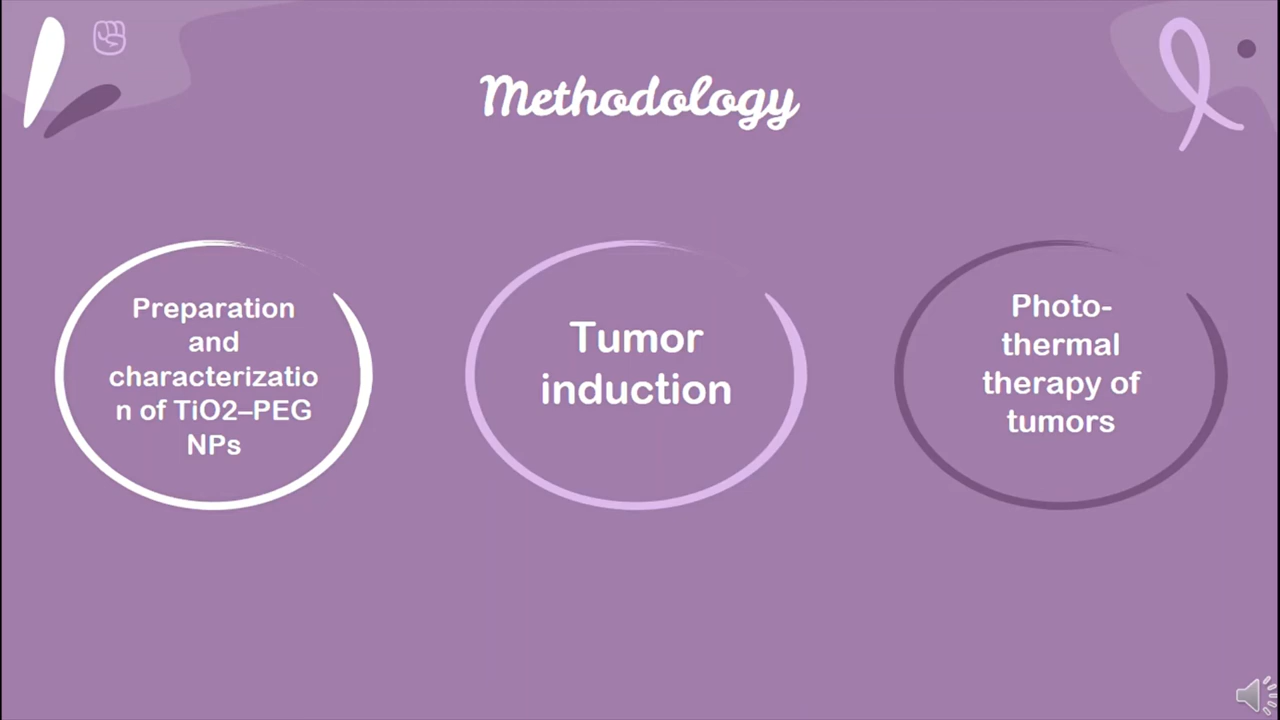 Methodology
Preparation
and
characterizatio
n of TiO2–PEG
NPs
Tumor
induction
Photo-
thermal
therapy of
tumors